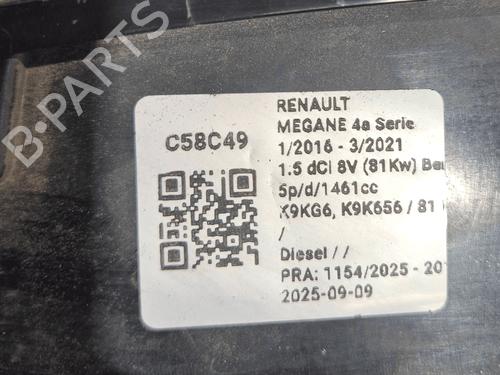 B-PARTS
C58C49
RENAULT
MEGANE 4a Serie
1/2016 - 3/2021
1.5 dCi 8V (81Kw)
5p/d/1461cc
K9KG6, K9K656 / 81
/
Diesel / /
PRA: 1154/2025 - 201
2025-09-09